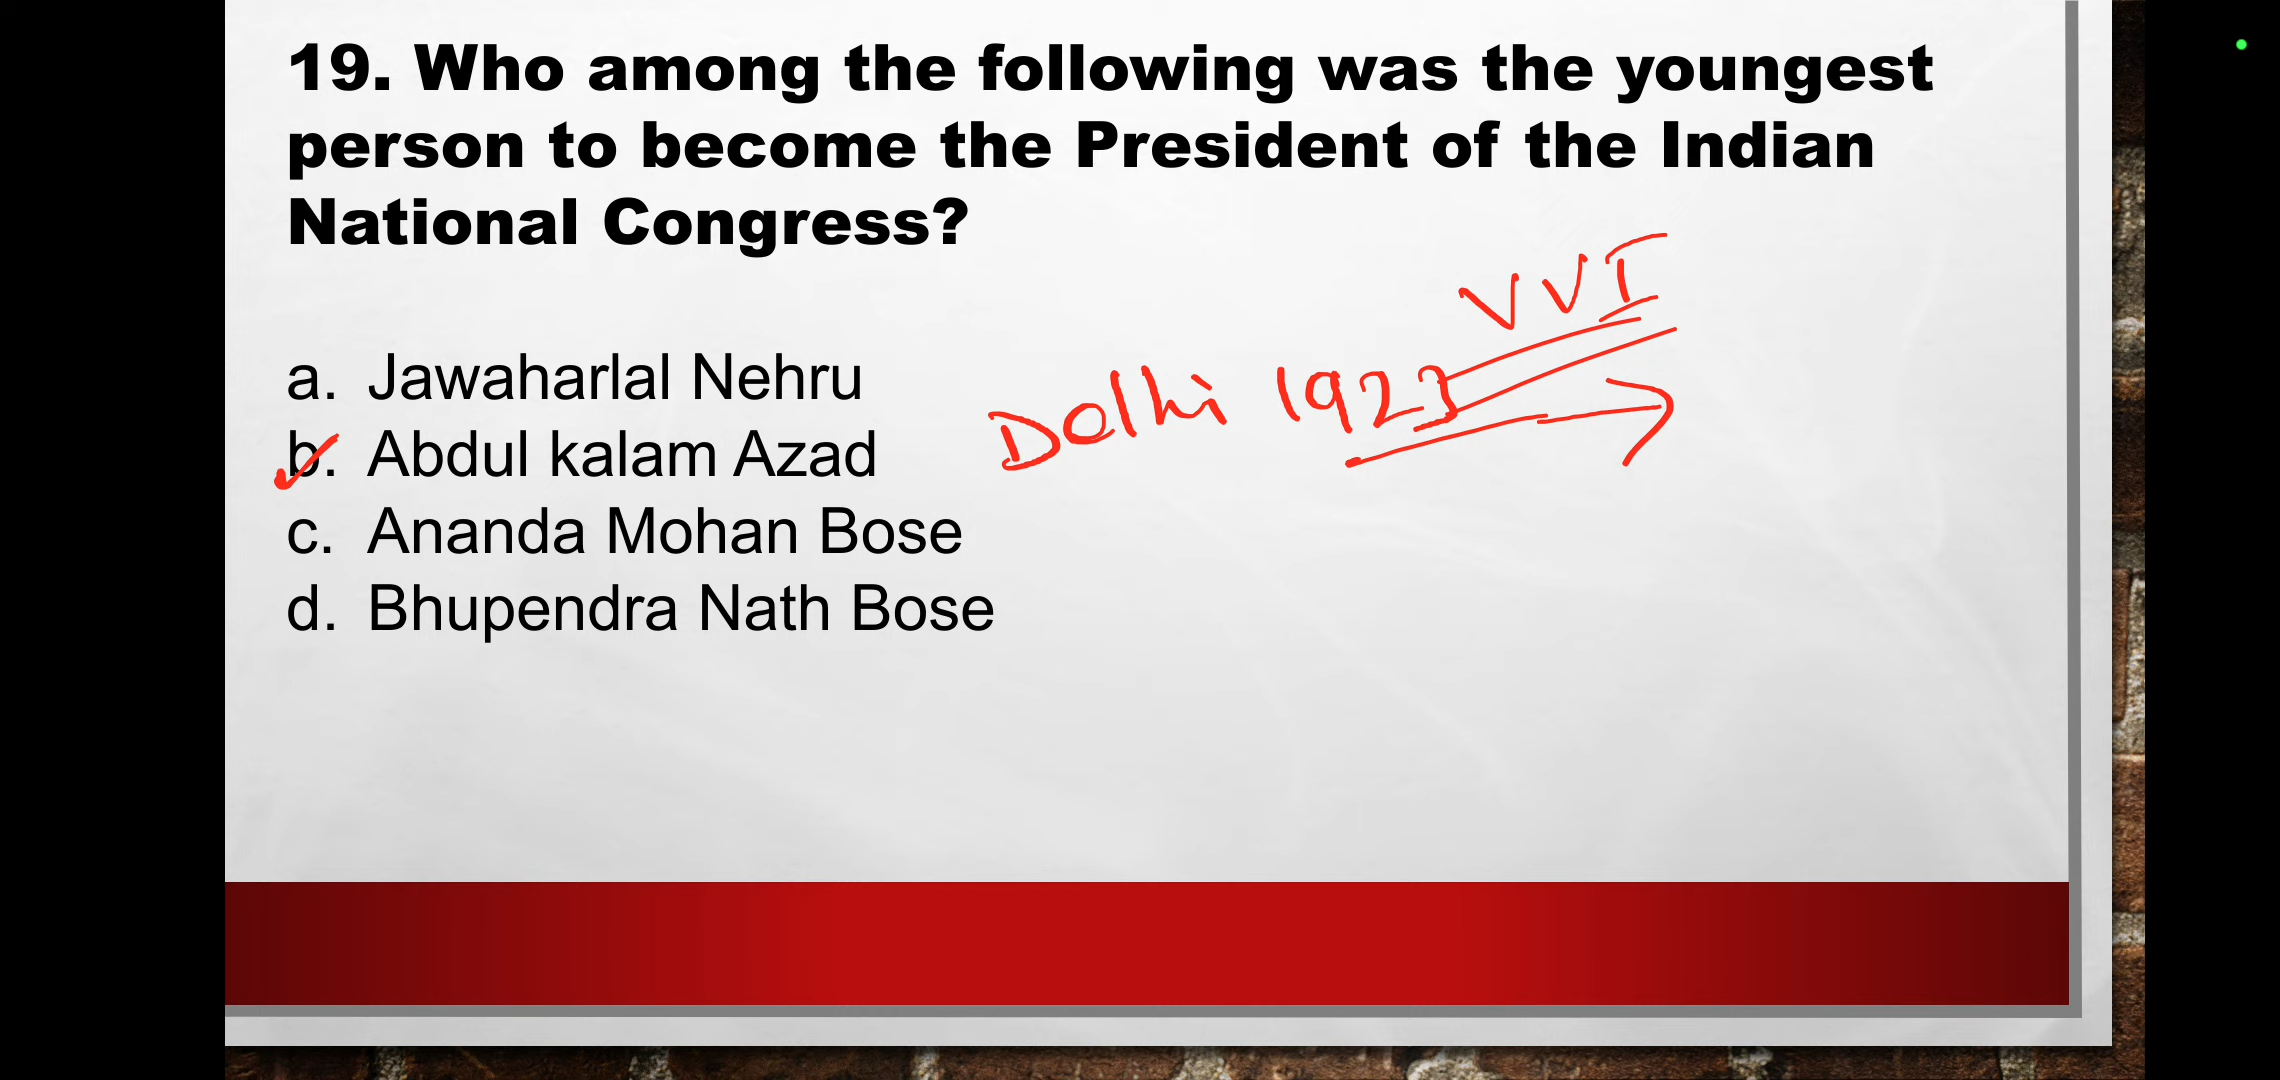 19. Who among the following was the youngest
person to become the President of the Indian
National Congress?
VVI
a. Jawaharlal Nehru
Delhi 1923
b. Abdul kalam Azad
c. Ananda Mohan Bose
d. Bhupendra Nath Bose